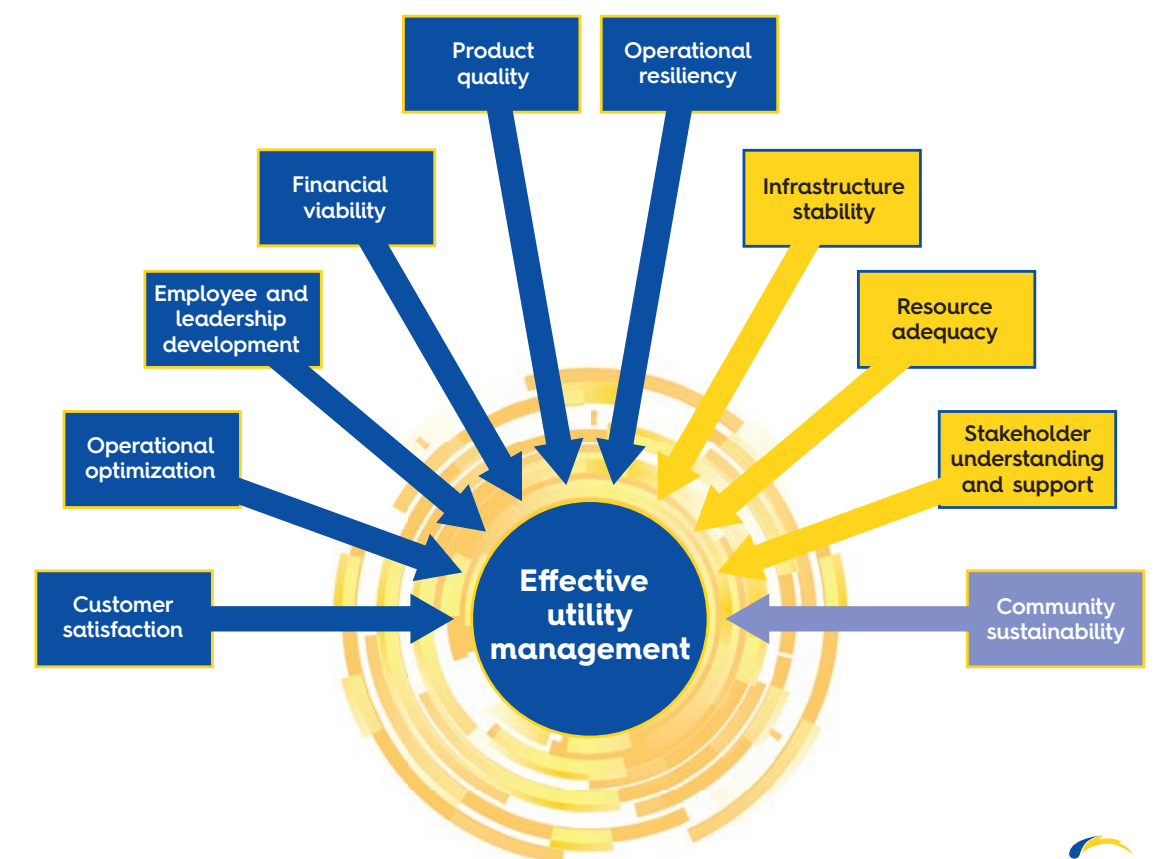 Product
quality
Operational
resiliency
Financial
viability
Infrastructure
stability
Employee and
leadership
development
Resource
adequacy
Operational
optimization
Stakeholder
understanding
and support
Customer
satisfaction
Effective
utility
management
Community
sustainability